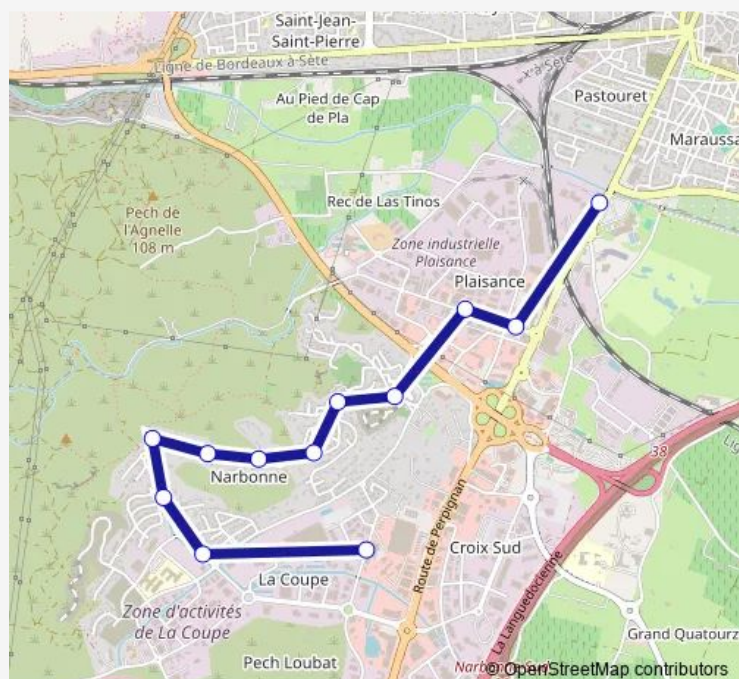 Saint-Jean-
Saint-Pierre
Ligne de Bordeaux à Sète
x à Sète
Pastouret
Au Pied de Cap
de Pla
Maraussa
Rec de Las Tinos
Pech de
l'Agnelle
108 m
Zone industrielle
Plaisance
Plaisance
38
Narbonne
Route de Perpignan
Croix Sud
La Languedocienne
La Coupe
Zone d'activités
de La Coupe
Grand Quatourz
Pech Loubat
© OpenStreetMap contributors